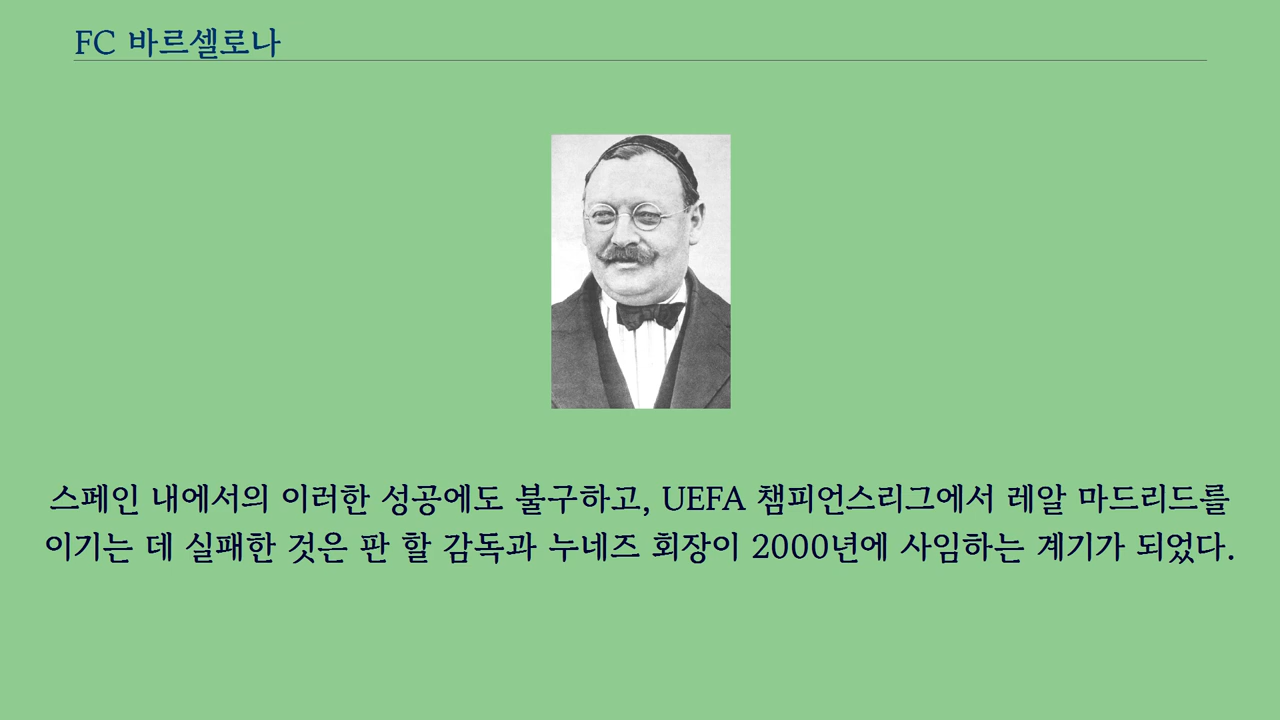 FC 바르셀로나
스페인 내에서의 이러한 성공에도 불구하고, UEFA 챔피언스리그에서 레알 마드리드를
이기는 데 실패한 것은 판 할 감독과 누네즈 회장이 2000년에 사임하는 계기가 되었다.